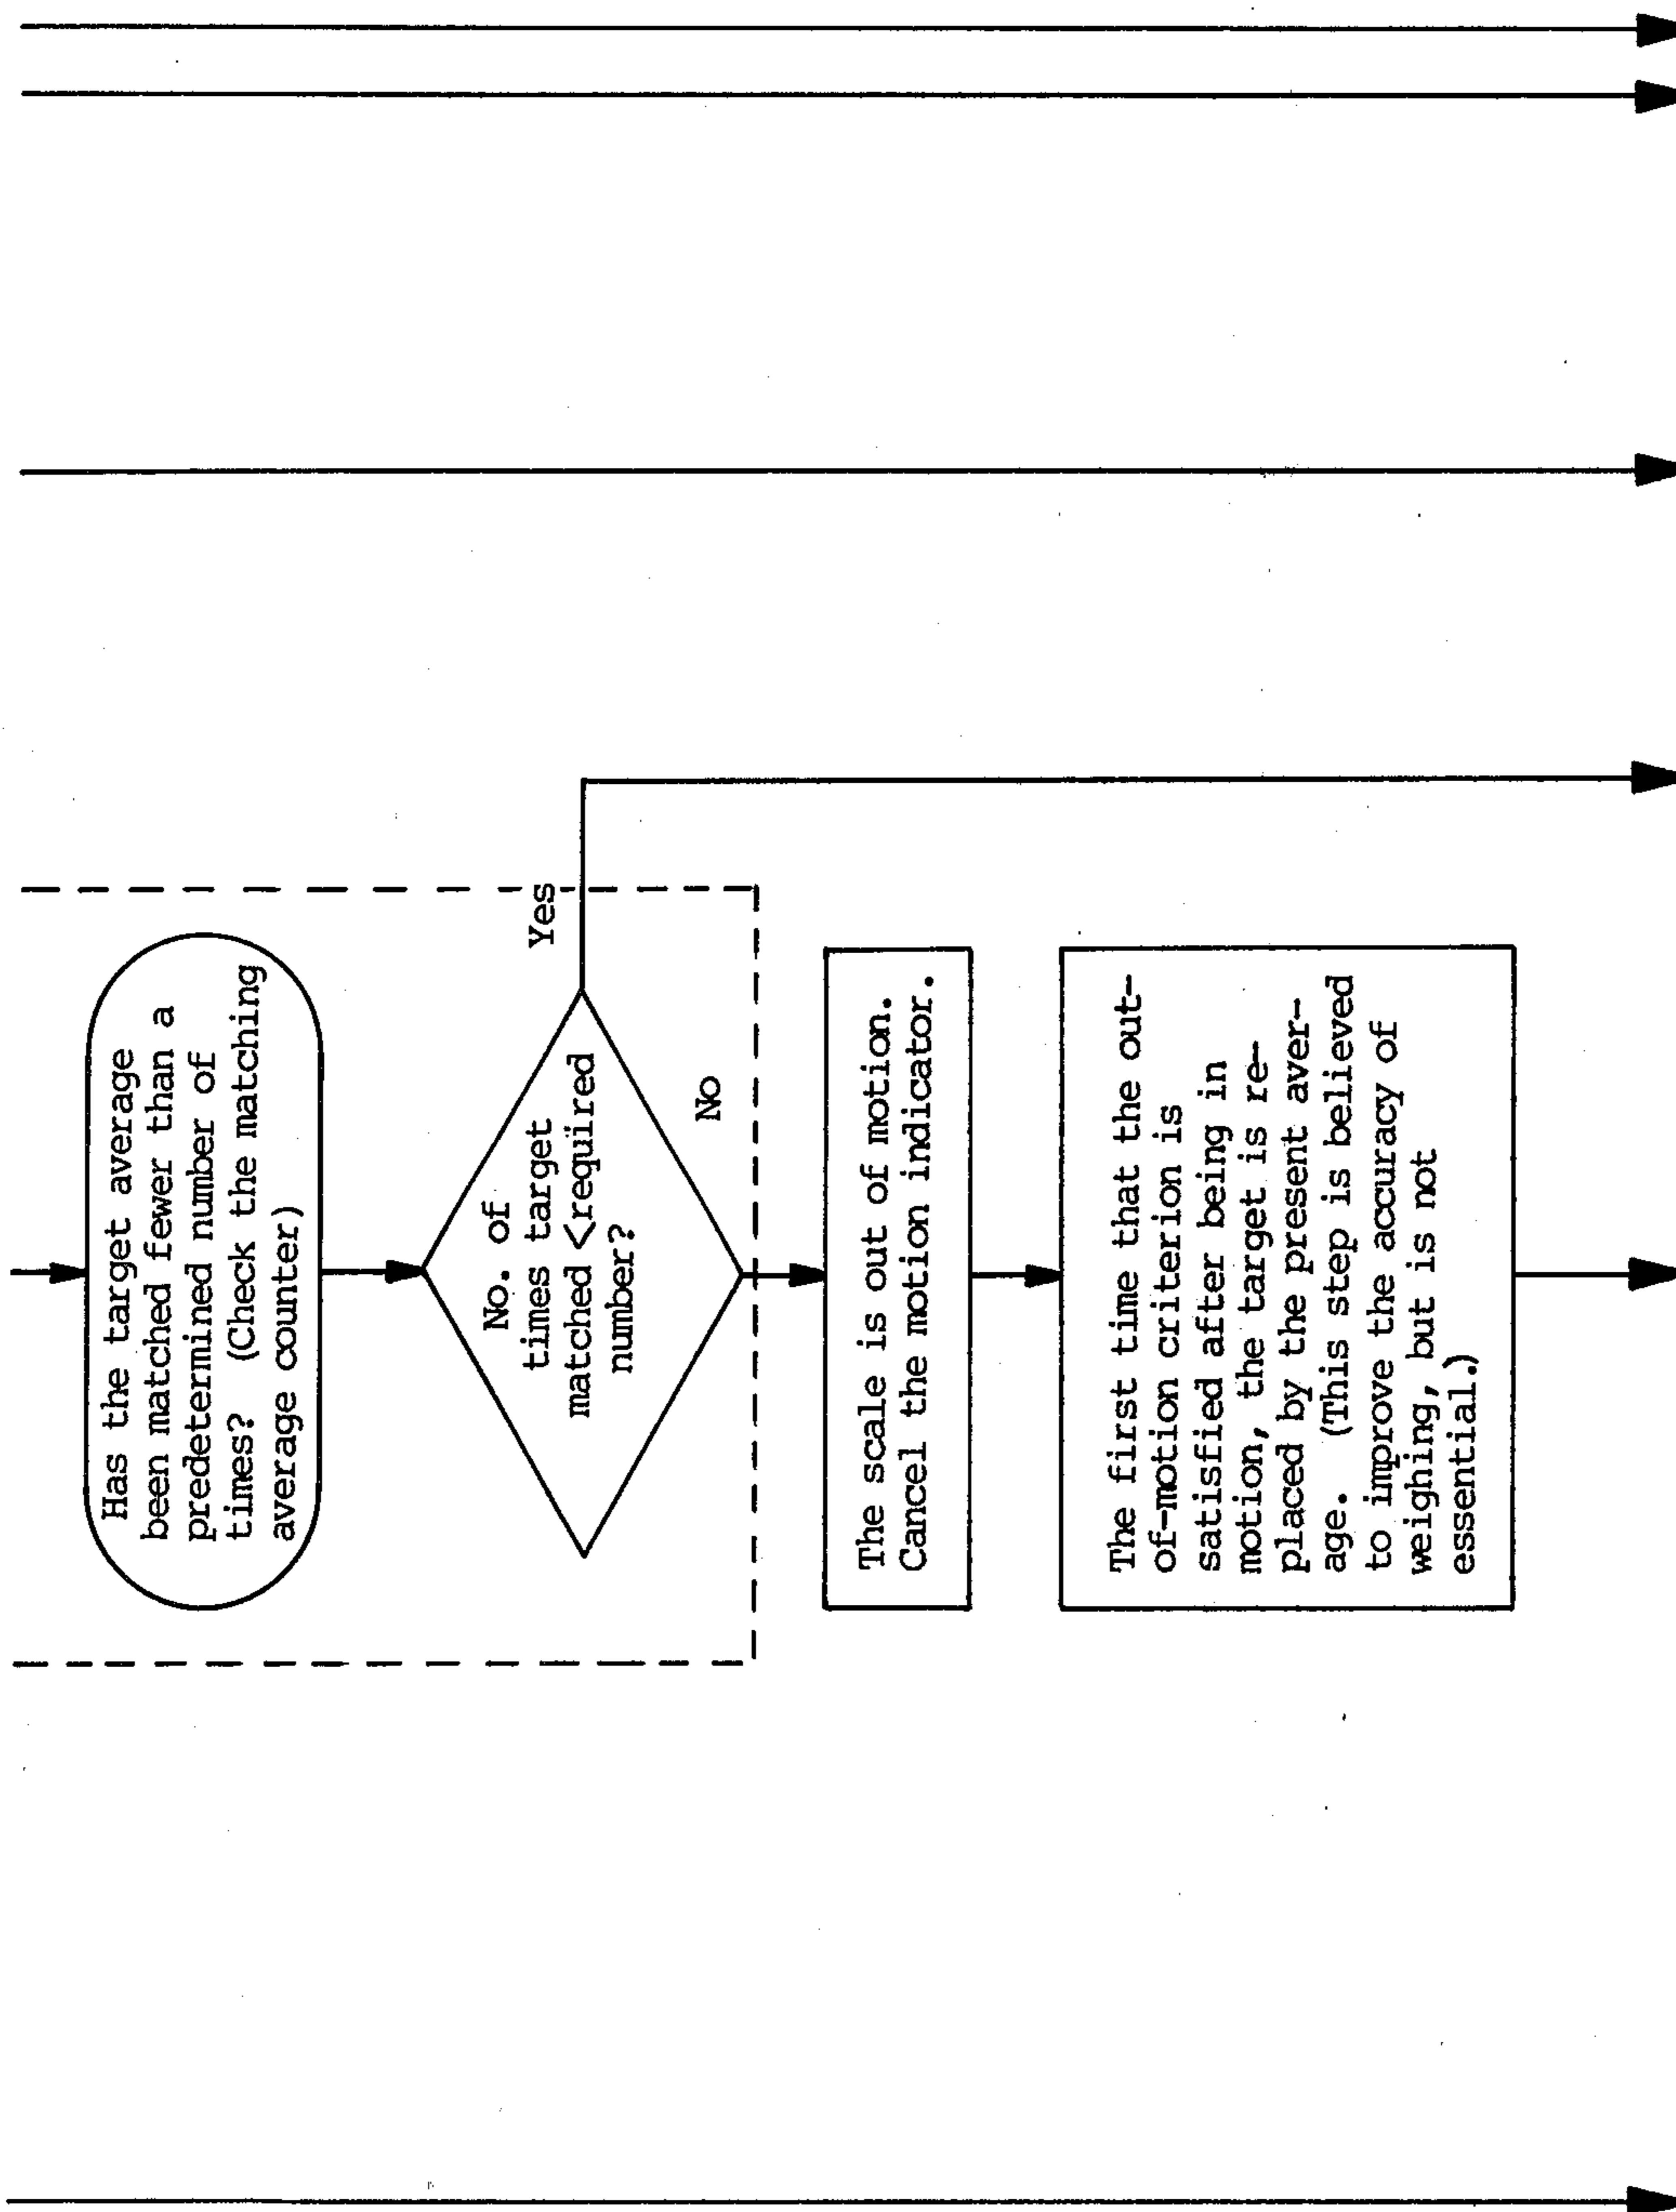 Has the target average
been matched fewer than a
predetermined number of
times? (Check the matching
average counter)
No. of
times target
matched <required
number?
Yes
No
The scale is out of motion.
Cancel the motion indicator.
The first time that the out-
of-motion criterion is
satisfied after being in
motion, the target is re-
placed by the present aver-
age. (This step is believed
to improve the accuracy of
weighing, but is not
essential.)